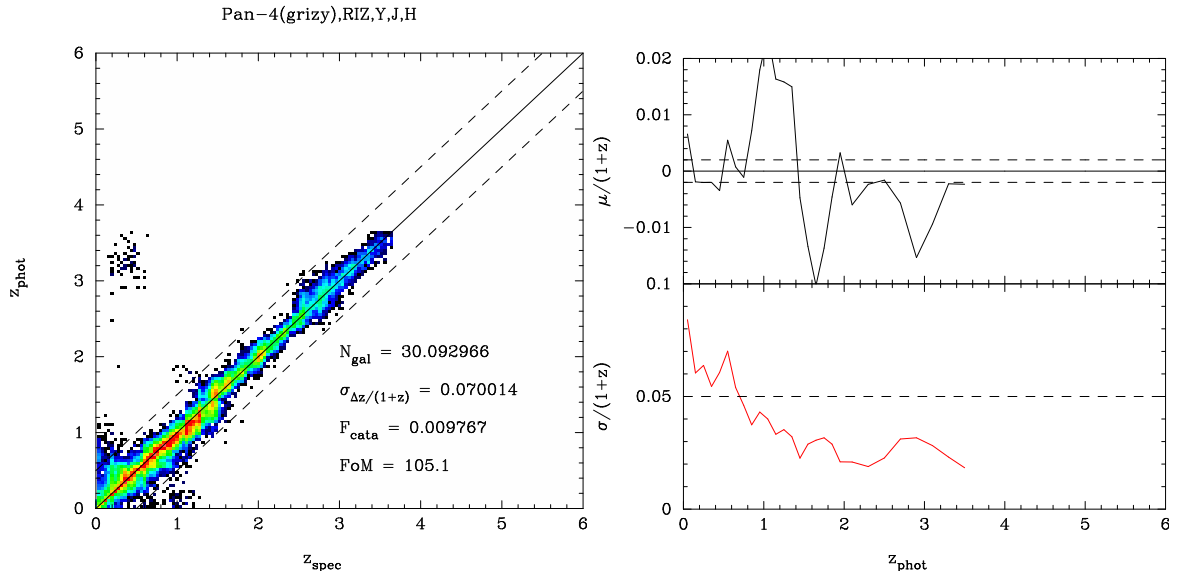 Pan-4(grizy),RIZ,Y,J,H
6
5
4
3
2
1
0
z_phot
N_gal = 30.092966
σ_Δz/(1+z) = 0.070014
F_cata = 0.009767
FoM = 105.1
0 1 2 3 4 5 6
z_spec
0.02
0.01
0
−0.01
μ/(1+z)
0.1
0.05
0
σ/(1+z)
0 1 2 3 4 5 6
z_phot